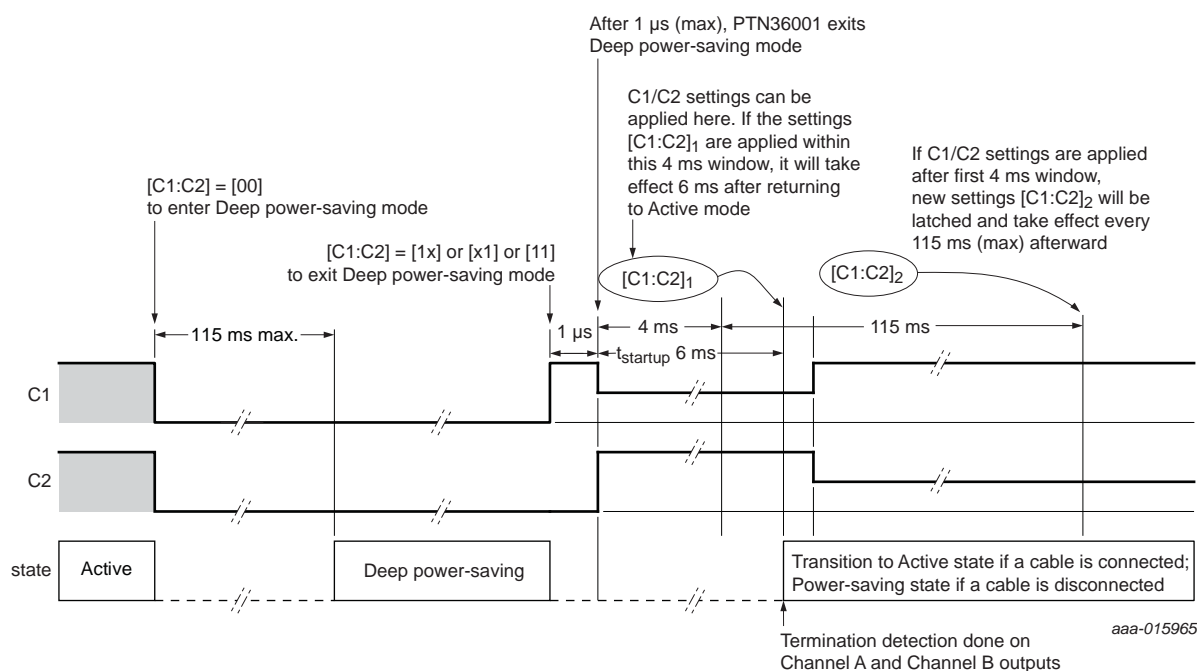 After 1 µs (max), PTN36001 exits
Deep power-saving mode
C1/C2 settings can be
applied here. If the settings
[C1:C2]1 are applied within
this 4 ms window, it will take
effect 6 ms after returning
to Active mode
If C1/C2 settings are applied
after first 4 ms window,
new settings [C1:C2]2 will be
latched and take effect every
115 ms (max) afterward
[C1:C2] = [00]
to enter Deep power-saving mode
[C1:C2] = [1x] or [x1] or [11]
to exit Deep power-saving mode
[C1:C2]1
[C1:C2]2
115 ms max.
1 µs
4 ms
115 ms
tstartup 6 ms
C1
C2
state
Active
Deep power-saving
Transition to Active state if a cable is connected;
Power-saving state if a cable is disconnected
aaa-015965
Termination detection done on
Channel A and Channel B outputs